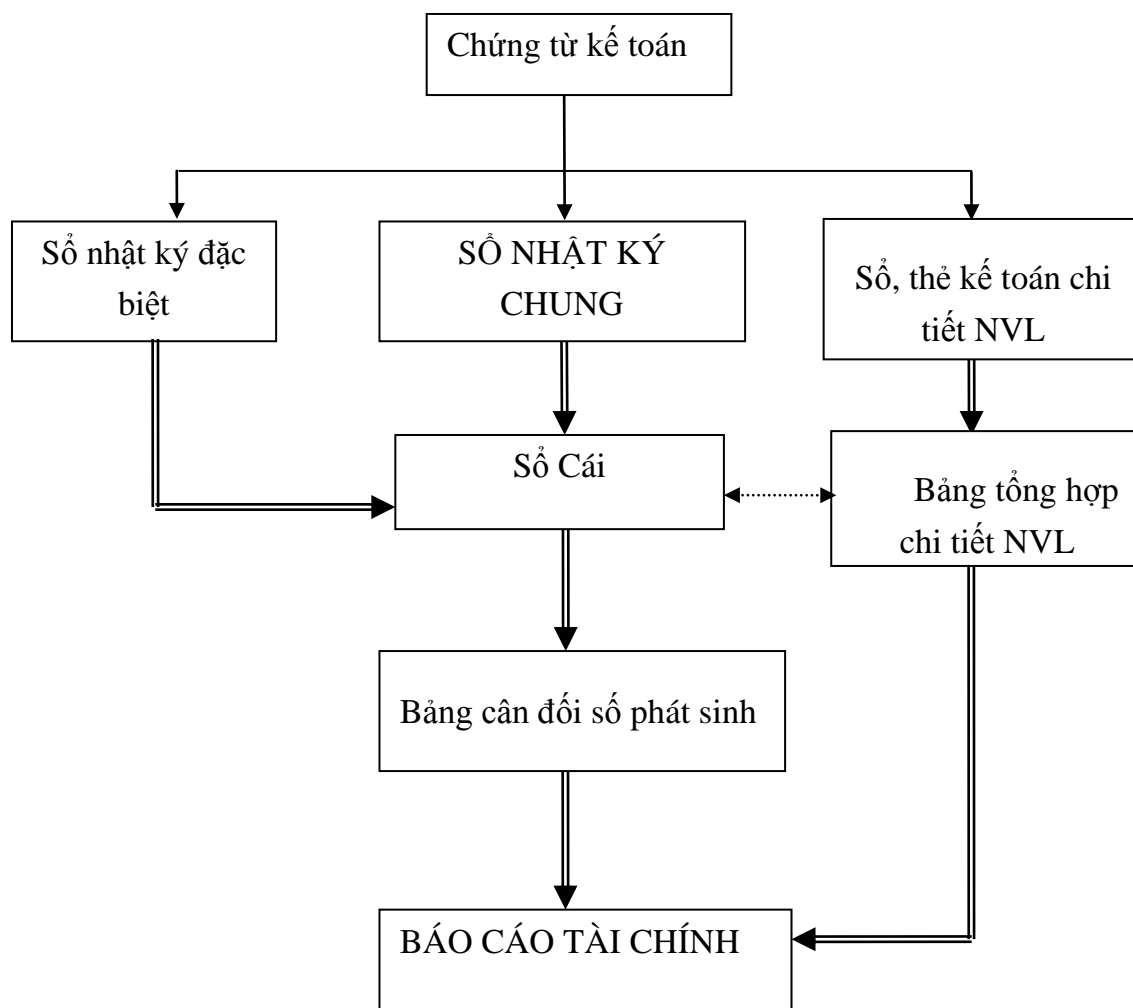 Chứng từ kế toán
Sổ nhật ký đặc
biệt
SỔ NHẬT KÝ
CHUNG
Sổ, thẻ kế toán chi
tiết NVL
Sổ Cái
Bảng tổng hợp
chi tiết NVL
Bảng cân đối số phát sinh
BÁO CÁO TÀI CHÍNH